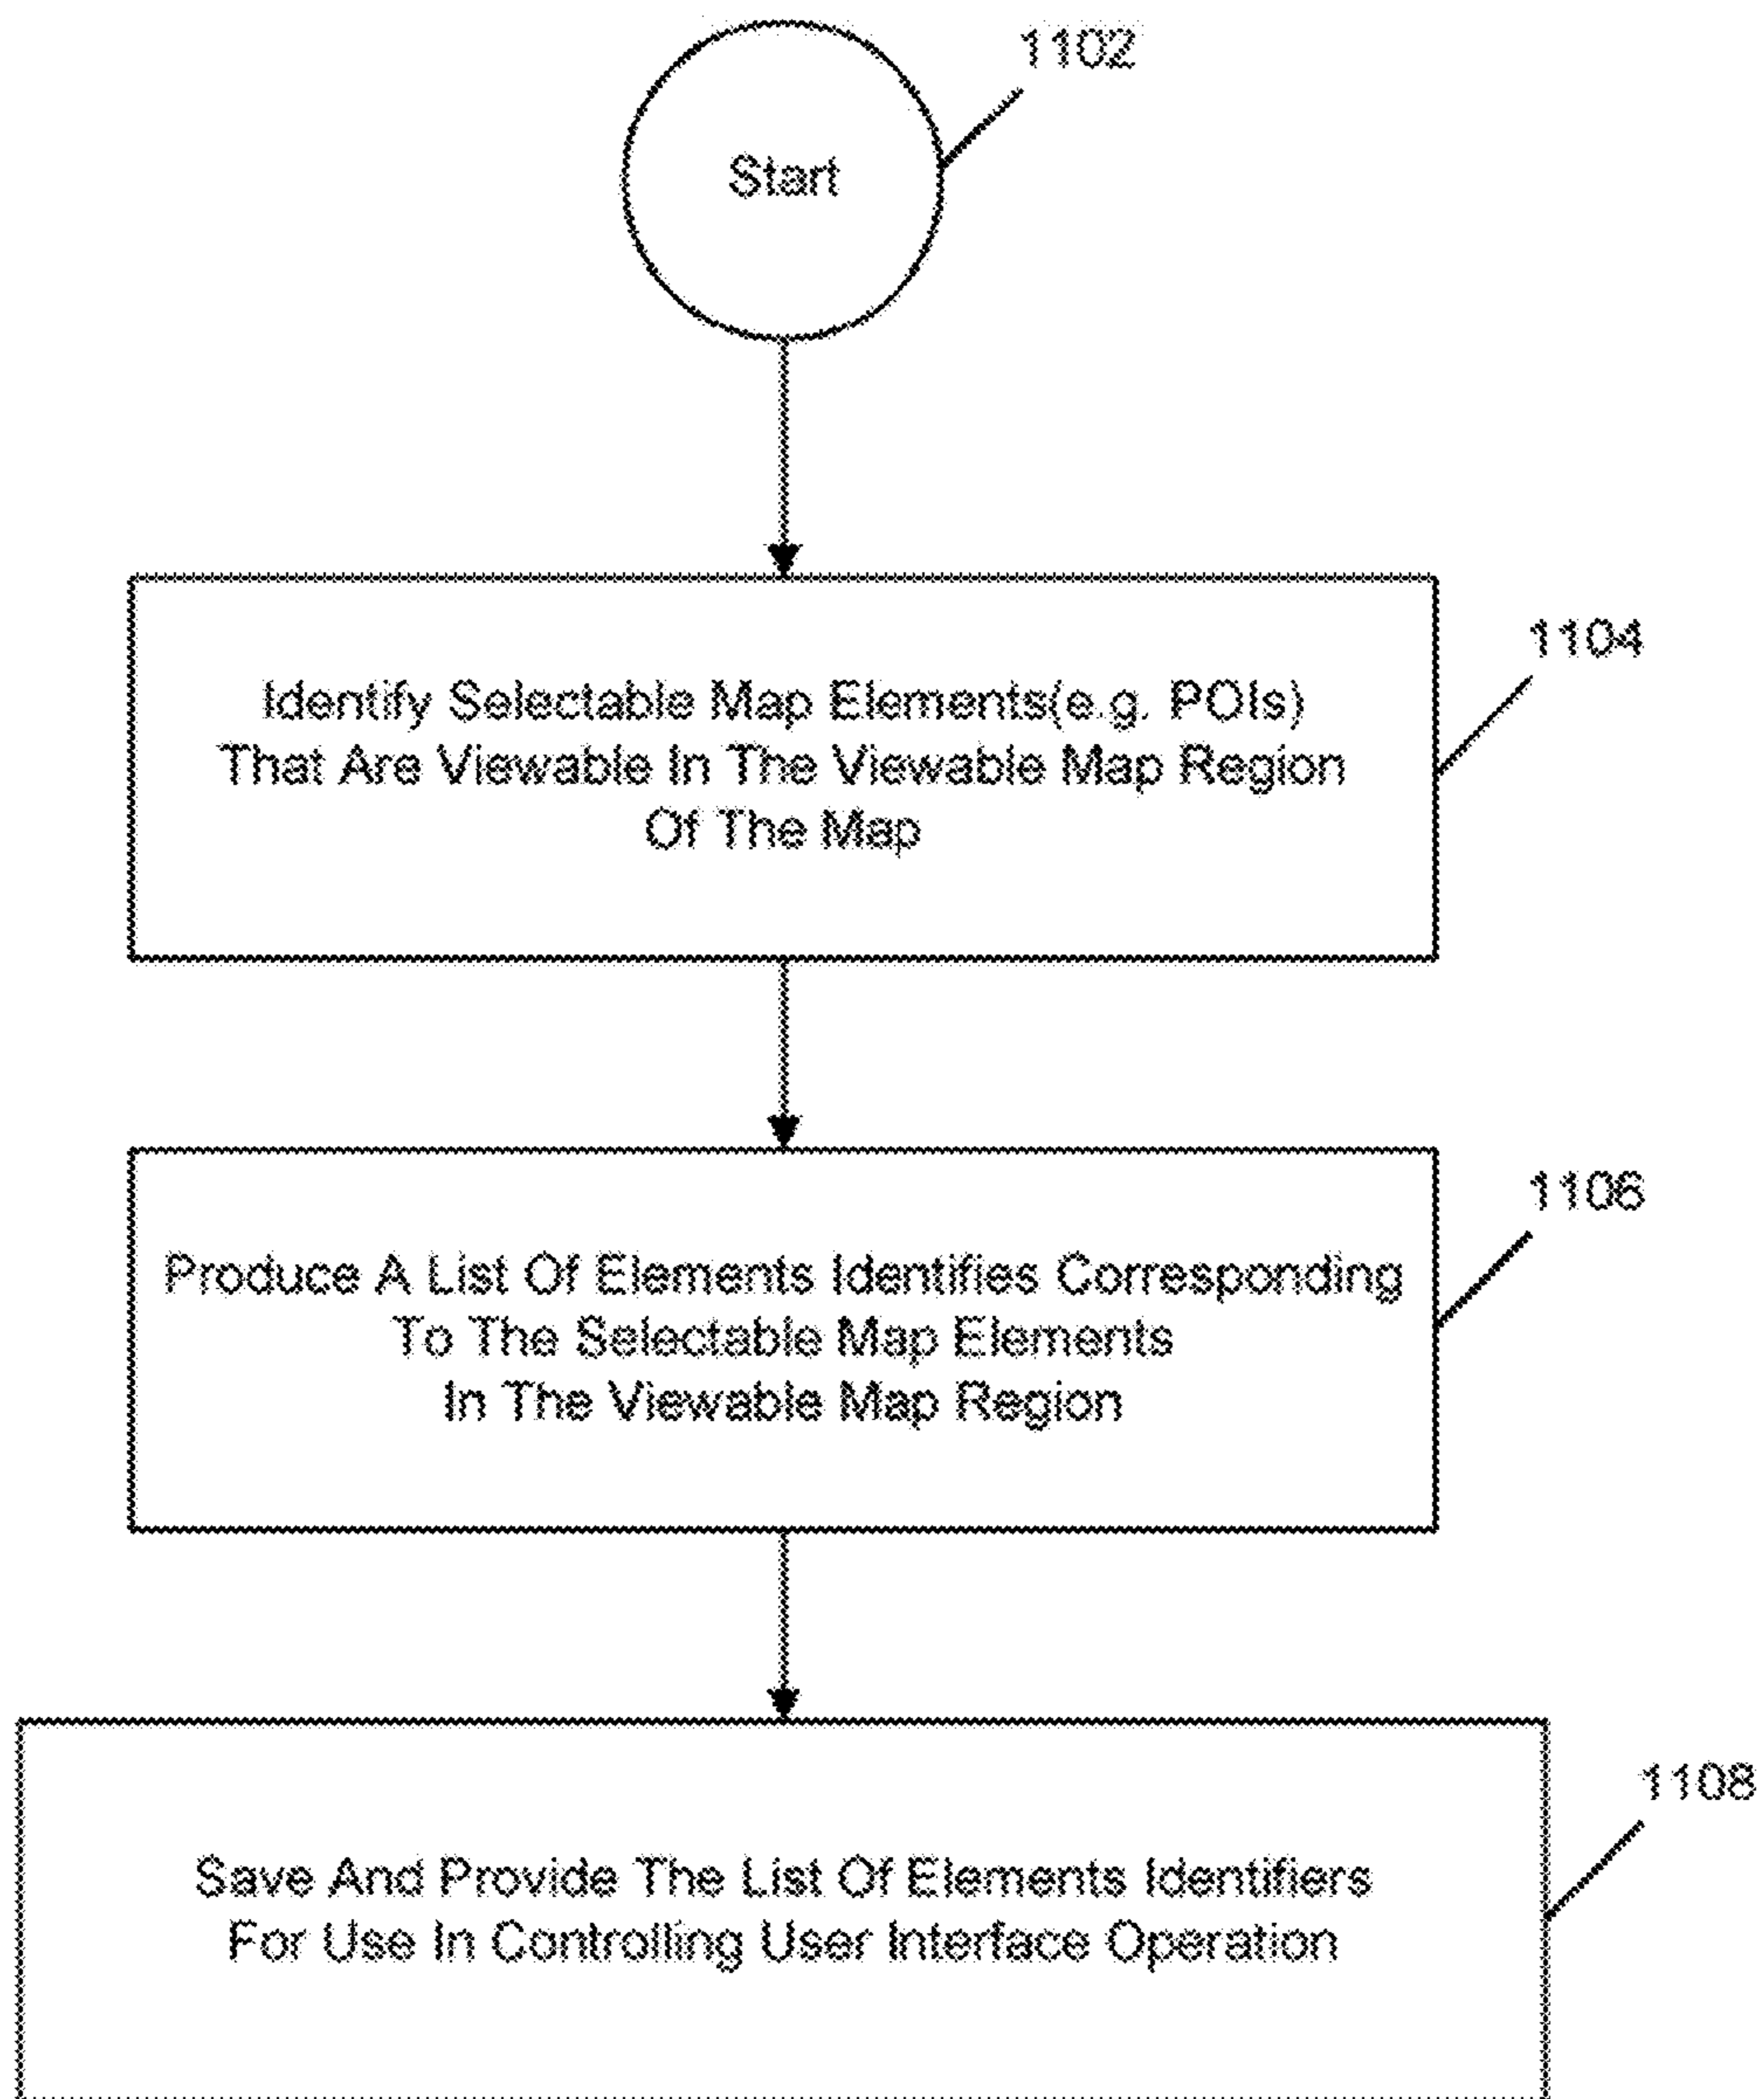 1102
Start
1104
Identify Selectable Map Elements(e.g. POIs)
That Are Viewable In The Viewable Map Region
Of The Map
1106
Produce A List Of Elements Identifies Corresponding
To The Selectable Map Elements
In The Viewable Map Region
1108
Save And Provide The List Of Elements Identifiers
For Use In Controlling User Interface Operation